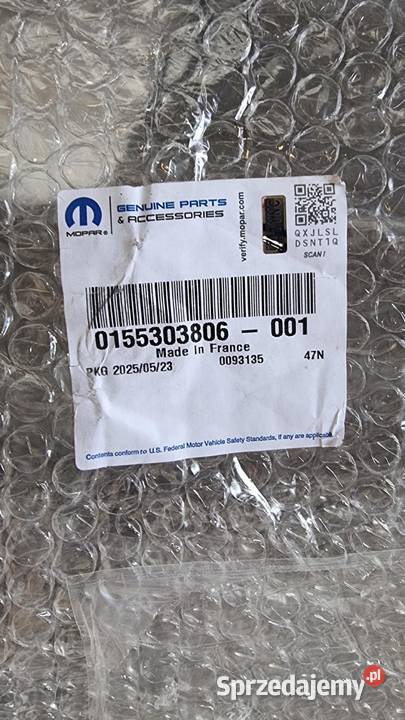 MOPAR®
GENUINE PARTS
& ACCESSORIES
verify.mopar.com
QXJLSL
DSNT1Q
SCAN!
0155303806 - 001
Made In France
PKG 2025/05/23 0093135 47N
Contents conform to U.S. Federal Motor Vehicle Safety Standards, if any are applicable.
Sprzedajemy.pl